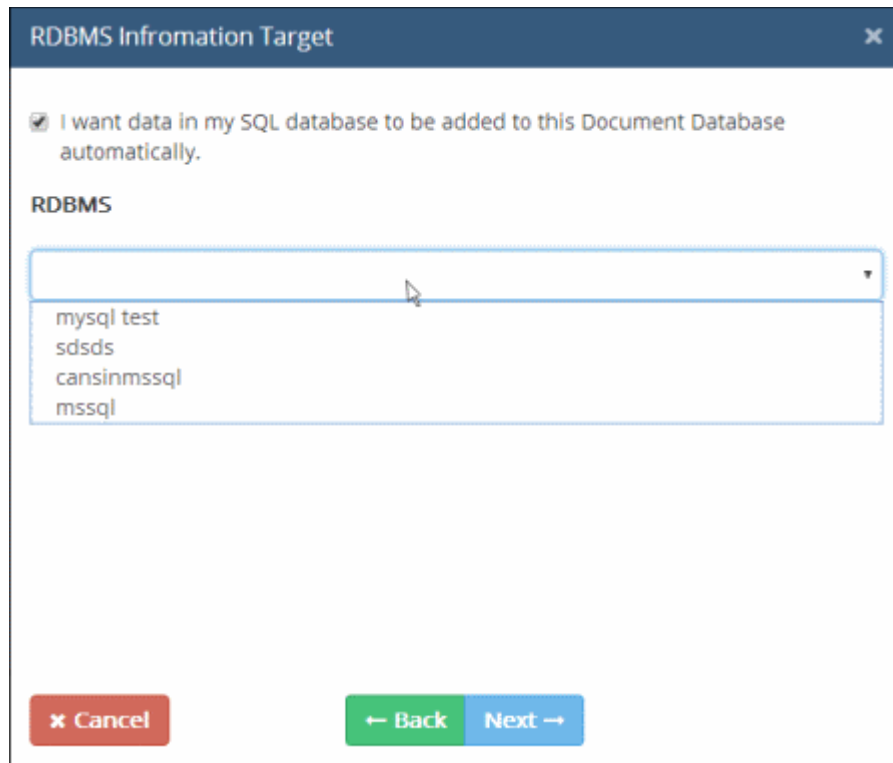 RDBMS Infromation Target
I want data in my SQL database to be added to this Document Database
automatically.
RDBMS
mysql test
sdsds
cansinmssql
mssql
Cancel
← Back
Next →